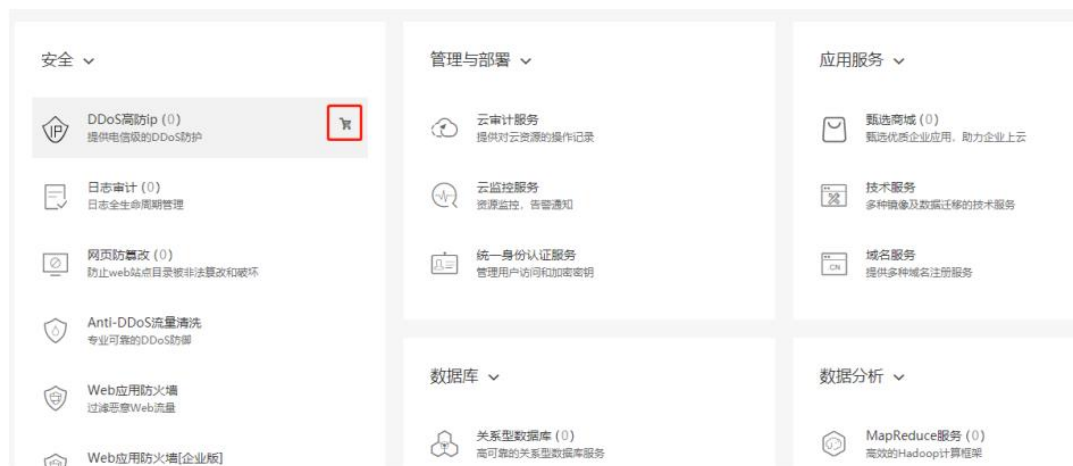 安全
DDoS高防ip (0)
提供电信级的DDoS防护
日志审计 (0)
日志全生命周期管理
网页防篡改 (0)
防止web站点目录被非法篡改和破坏
Anti-DDoS流量清洗
专业可靠的DDoS防御
Web应用防火墙
过滤恶意Web流量
Web应用防火墙[企业版]
管理与部署
云审计服务
提供对云资源的操作记录
云监控服务
资源监控，告警通知
统一身份认证服务
管理用户访问和加密密钥
数据库
关系型数据库 (0)
高可靠的关系型数据库服务
应用服务
甄选商城 (0)
甄选优质企业应用，助力企业上云
技术服务
多种镜像及数据迁移的技术服务
域名服务
提供多种域名注册服务
数据分析
MapReduce服务 (0)
高效的Hadoop计算框架